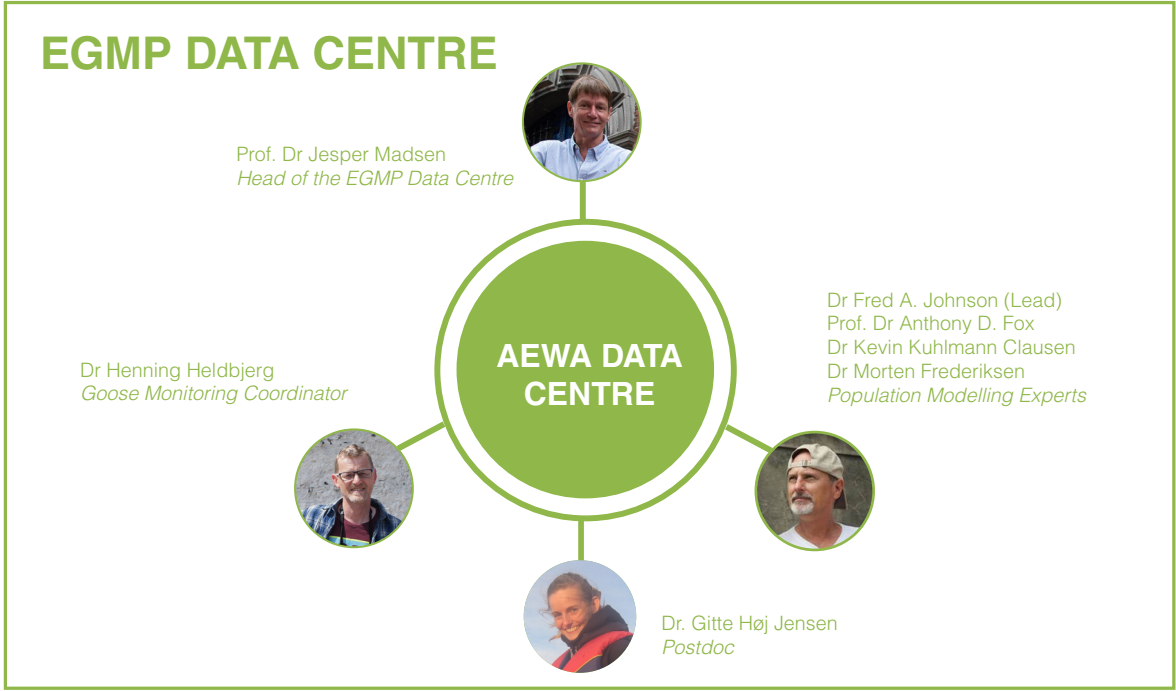 EGMP DATA CENTRE
Prof. Dr Jesper Madsen
Head of the EGMP Data Centre
Dr Fred A. Johnson (Lead)
Prof. Dr Anthony D. Fox
Dr Kevin Kuhlmann Clausen
Dr Morten Frederiksen
Population Modelling Experts
AEWA DATA
CENTRE
Dr Henning Heldbjerg
Goose Monitoring Coordinator
Dr. Gitte Høj Jensen
Postdoc